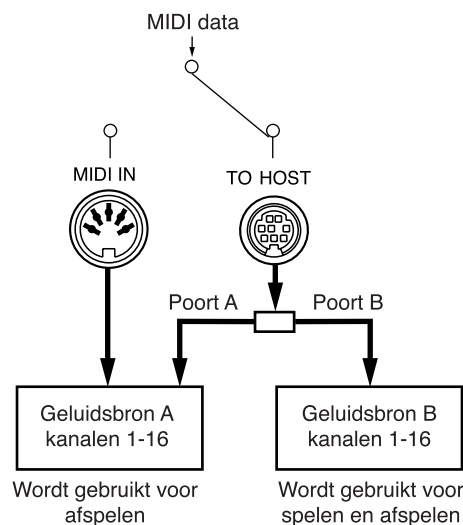 MIDI data
MIDI IN
TO HOST
Poort A
Poort B
Geluidsbron A
kanalen 1-16
Geluidsbron B
kanalen 1-16
Wordt gebruikt voor
afspelen
Wordt gebruikt voor
spelen en afspelen